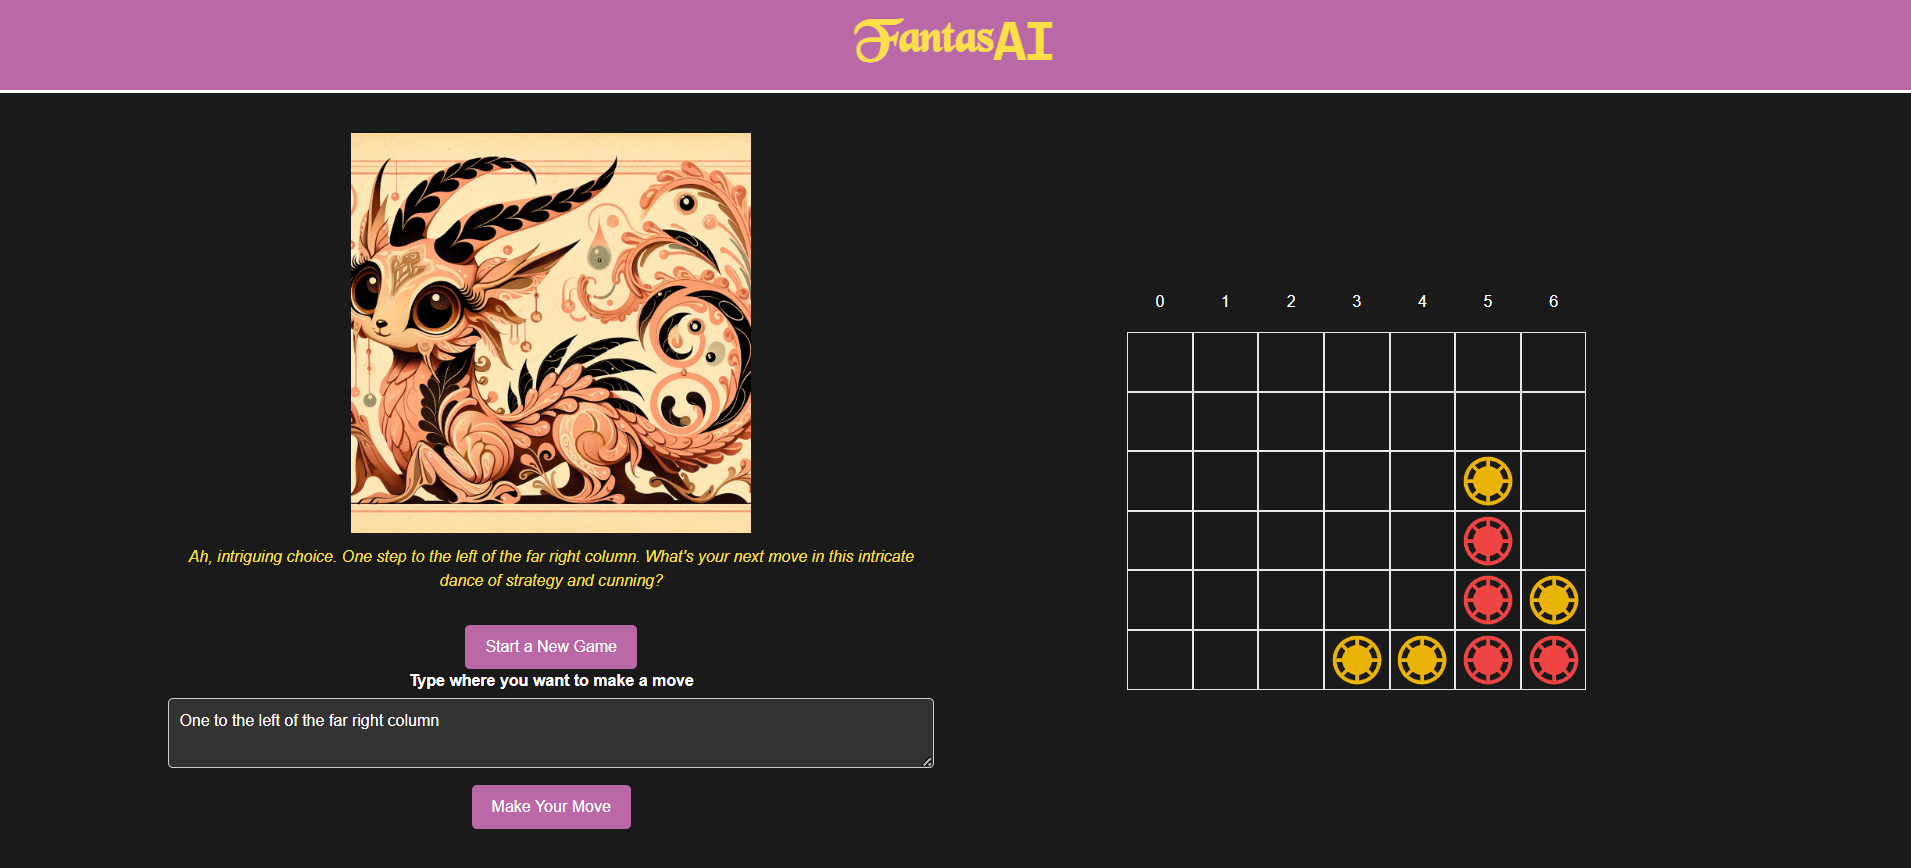 FantasAI
Ah, intriguing choice. One step to the left of the far right column. What's your next move in this intricate
dance of strategy and cunning?
Start a New Game
Type where you want to make a move
One to the left of the far right column
Make Your Move
0 1 2 3 4 5 6